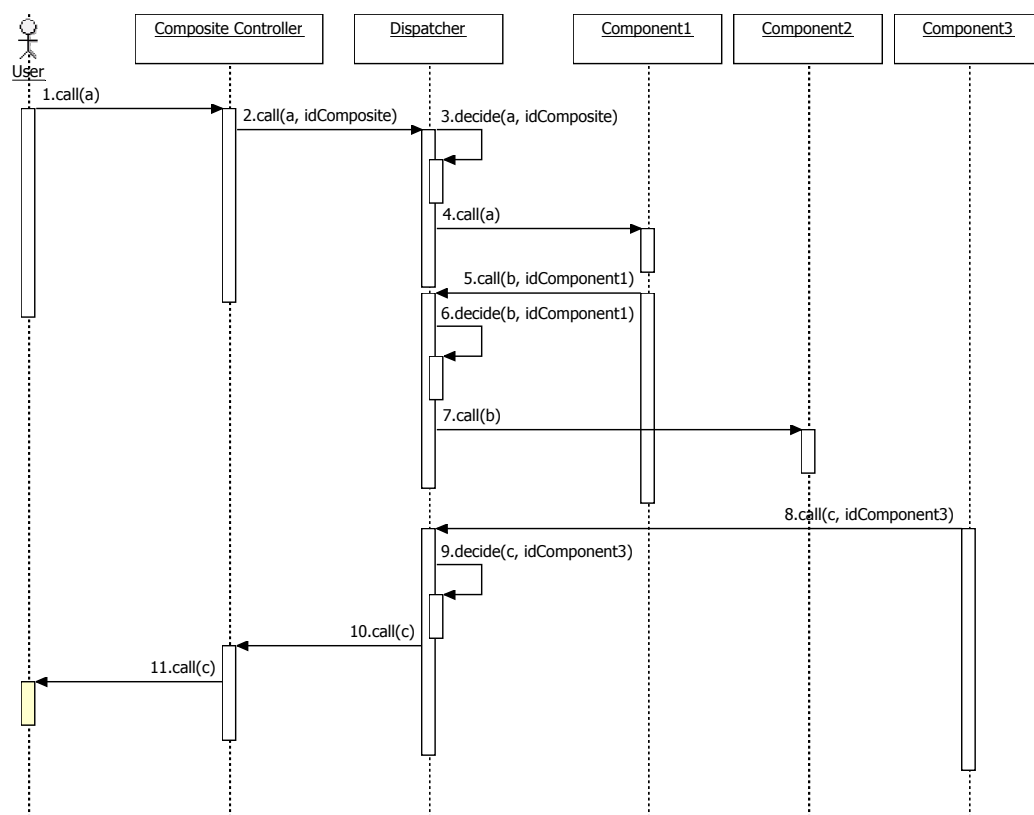 User
Composite Controller
Dispatcher
Component1
Component2
Component3
1.call(a)
2.call(a, idComposite)
3.decide(a, idComposite)
4.call(a)
5.call(b, idComponent1)
6.decide(b, idComponent1)
7.call(b)
8.call(c, idComponent3)
9.decide(c, idComponent3)
10.call(c)
11.call(c)